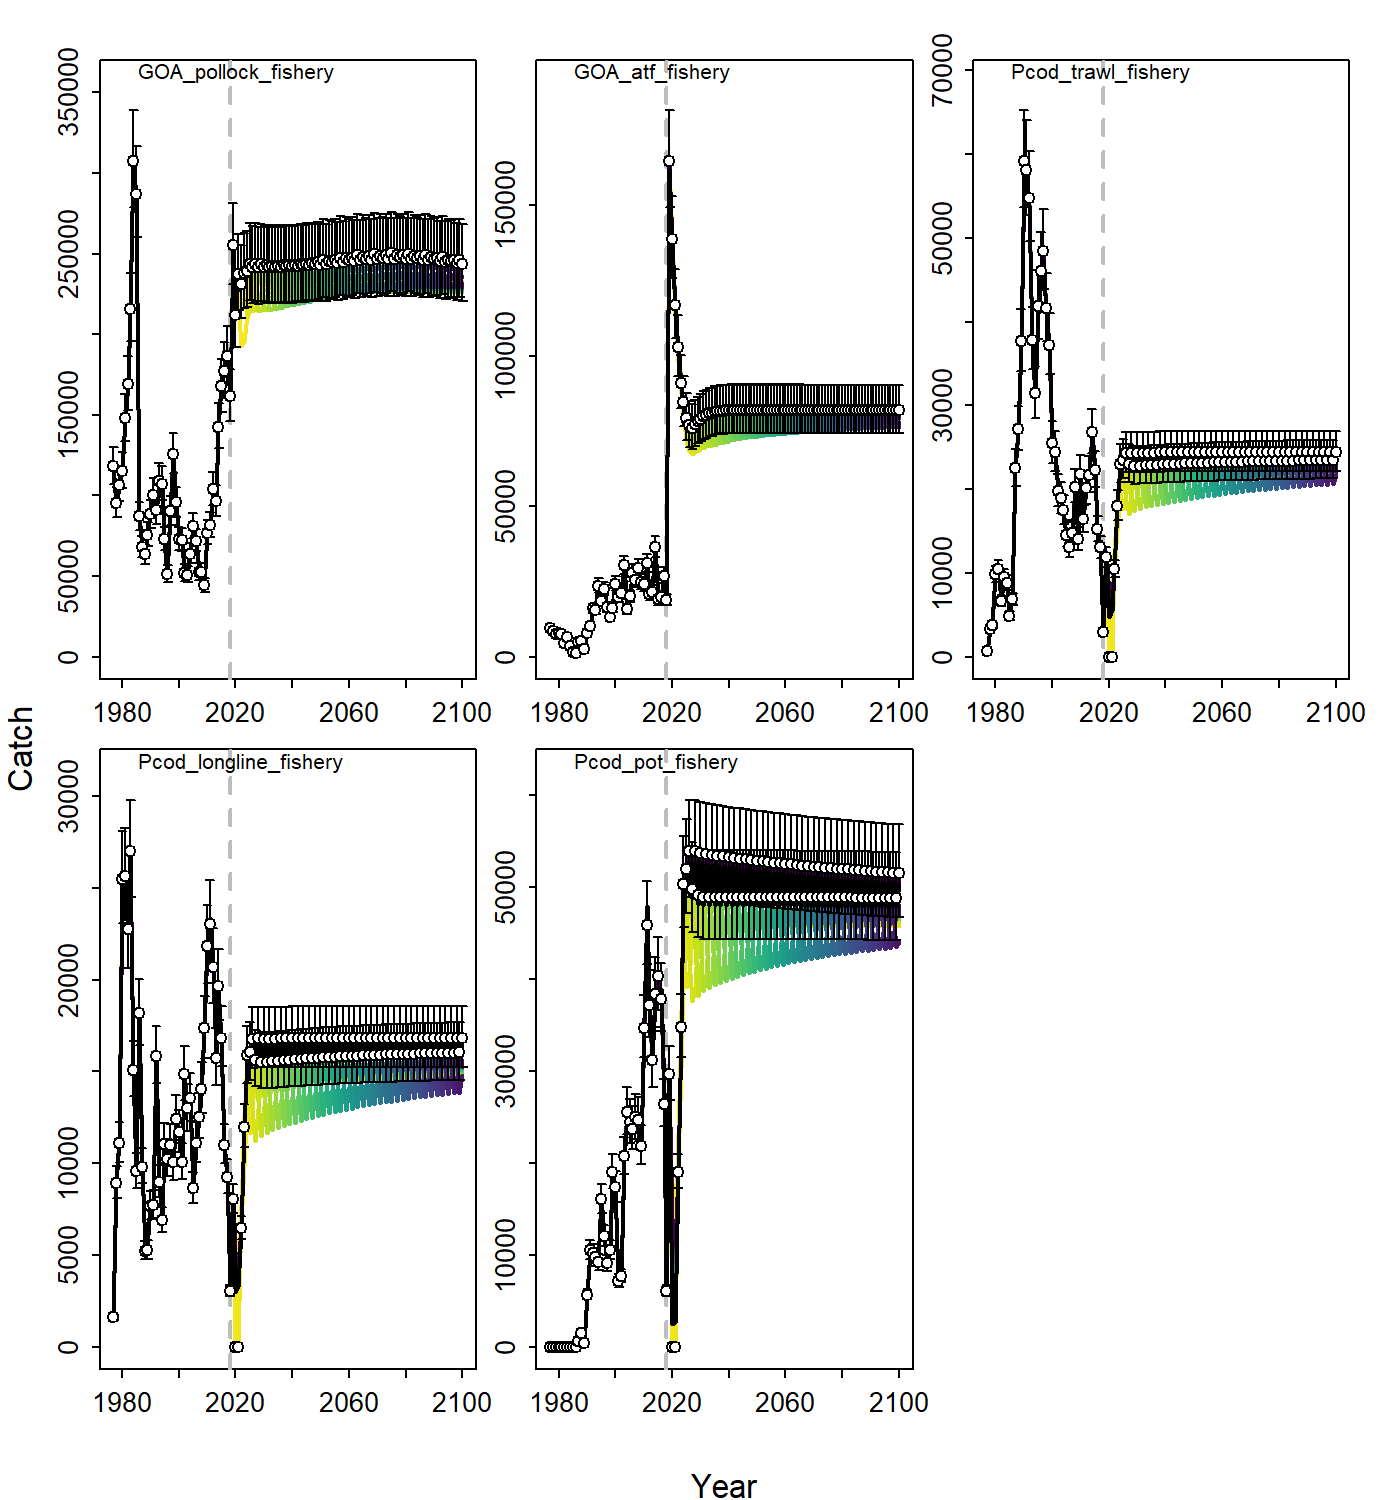 GOA_pollock_fishery
0 50000 150000 250000 350000
1980 2020 2060 2100
GOA_atf_fishery
0 50000 100000 150000
1980 2020 2060 2100
Pcod_trawl_fishery
0 10000 30000 50000 70000
1980 2020 2060 2100
Catch
Pcod_longline_fishery
0 5000 10000 20000 30000
1980 2020 2060 2100
Pcod_pot_fishery
0 10000 30000 50000
1980 2020 2060 2100
Year